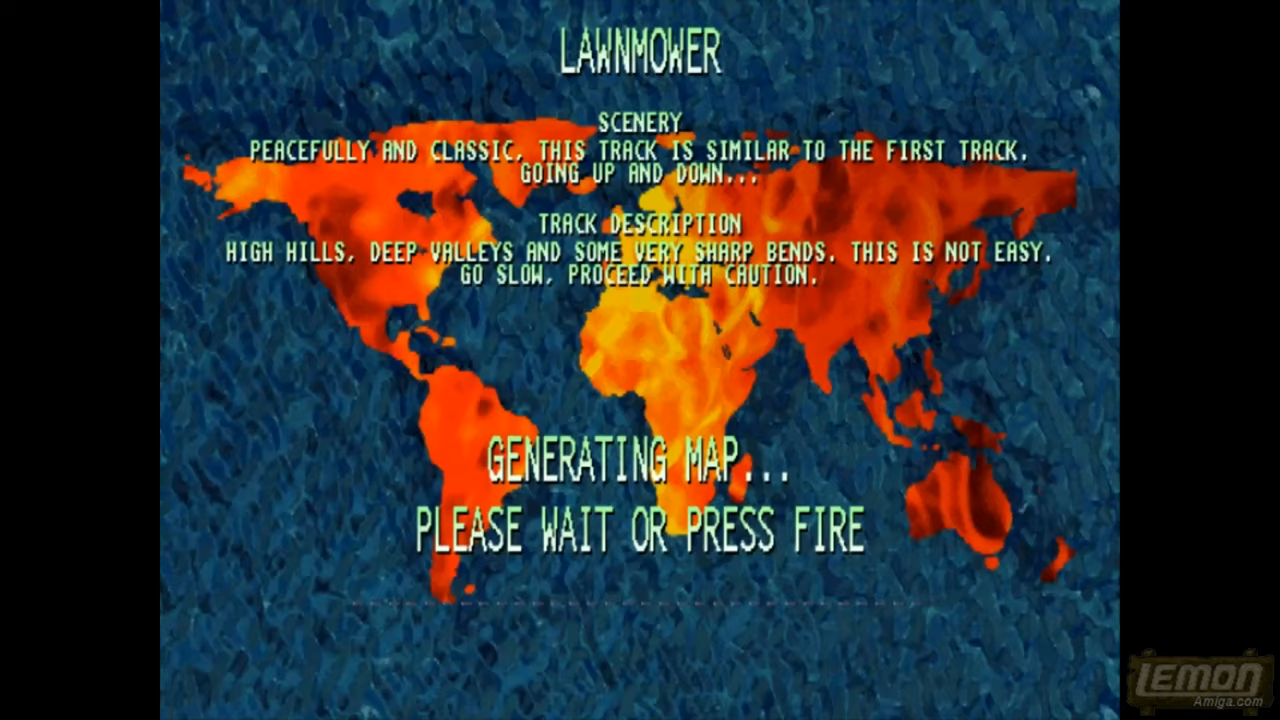 LAWNMOWER
SCENERY
PEACEFULLY AND CLASSIC, THIS TRACK IS SIMILAR TO THE FIRST TRACK.
GOING UP AND DOWN...
TRACK DESCRIPTION
HIGH HILLS, DEEP VALLEYS AND SOME VERY SHARP BENDS. THIS IS NOT EASY.
GO SLOW, PROCEED WITH CAUTION.
GENERATING MAP...
PLEASE WAIT OR PRESS FIRE
LEMON
Amiga.com